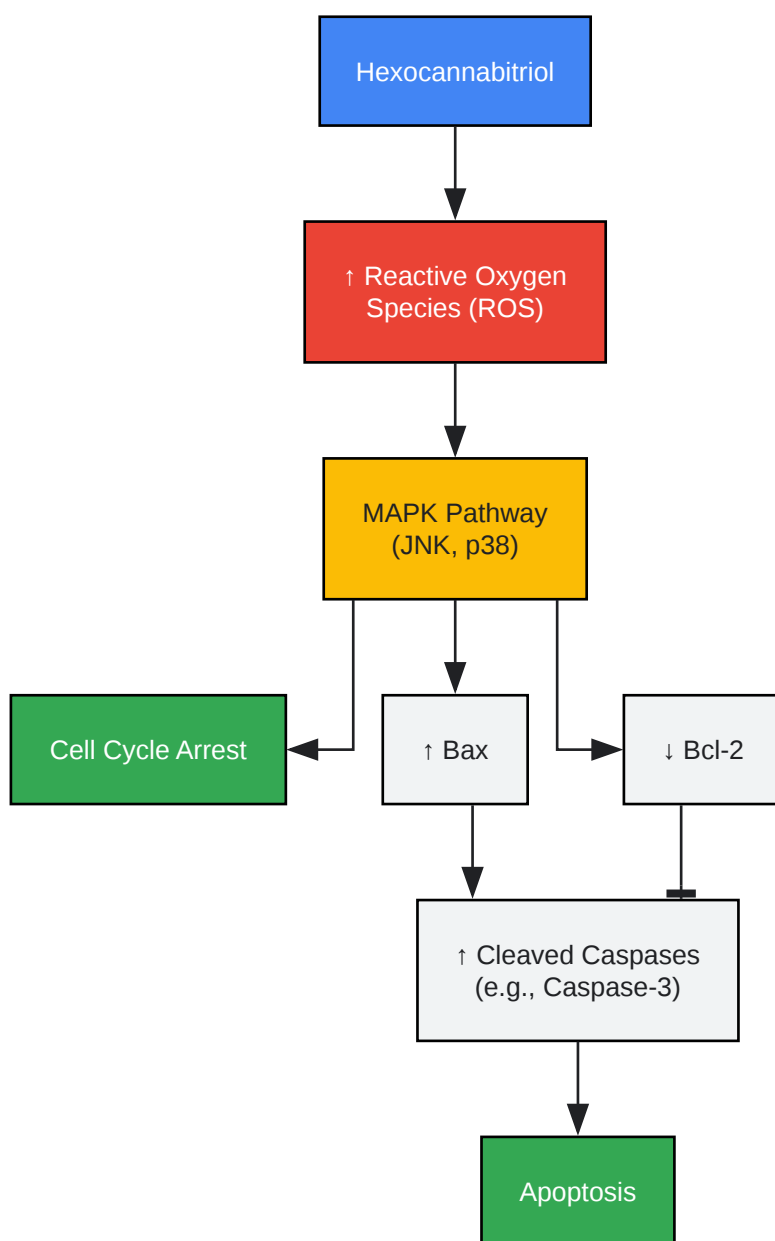 Hexocannabitriol
↑ Reactive Oxygen
Species (ROS)
MAPK Pathway
(JNK, p38)
Cell Cycle Arrest
↑ Bax
↓ Bcl-2
↑ Cleaved Caspases
(e.g., Caspase-3)
Apoptosis